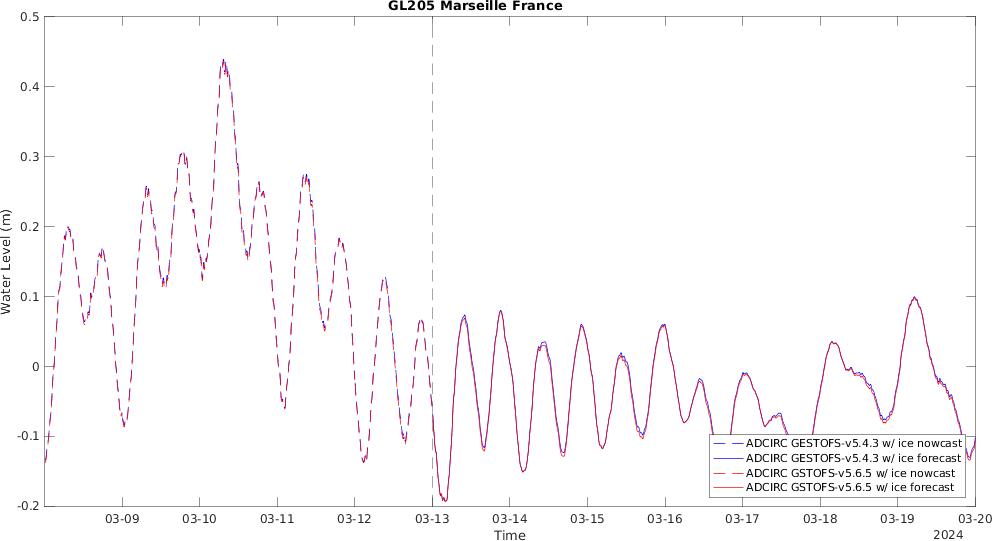 GL205 Marseille France
0.5
0.4
0.3
0.2
0.1
0
-0.1
-0.2
Water Level (m)
ADCIRC GESTOFS-v5.4.3 w/ ice nowcast
ADCIRC GESTOFS-v5.4.3 w/ ice forecast
ADCIRC GSTOFS-v5.6.5 w/ ice nowcast
ADCIRC GSTOFS-v5.6.5 w/ ice forecast
03-09 03-10 03-11 03-12 03-13 03-14 03-15 03-16 03-17 03-18 03-19 03-20
Time
2024